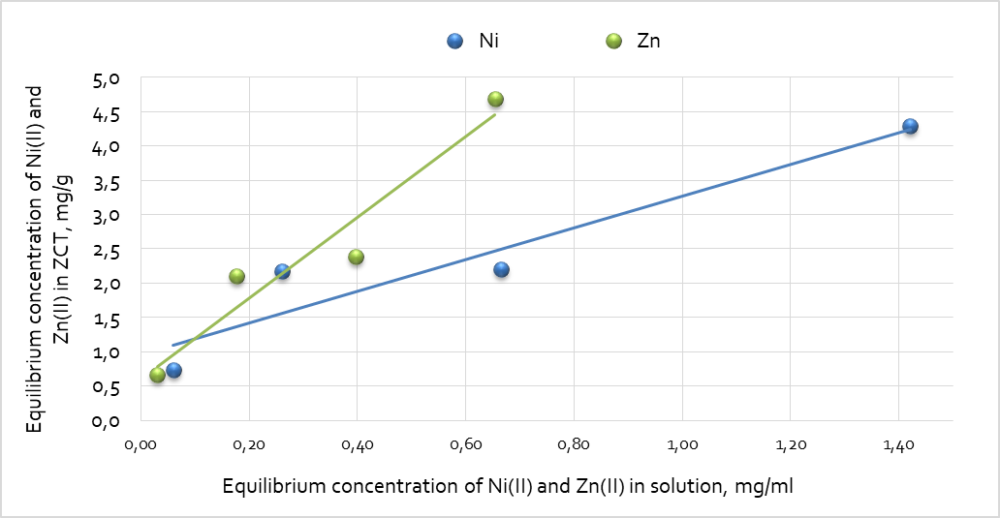 Ni Zn
Equilibrium concentration of Ni(II) and
Zn(II) in ZCT, mg/g
5,0
4,5
4,0
3,5
3,0
2,5
2,0
1,5
1,0
0,5
0,0
0,00 0,20 0,40 0,60 0,80 1,00 1,20 1,40
Equilibrium concentration of Ni(II) and Zn(II) in solution, mg/ml